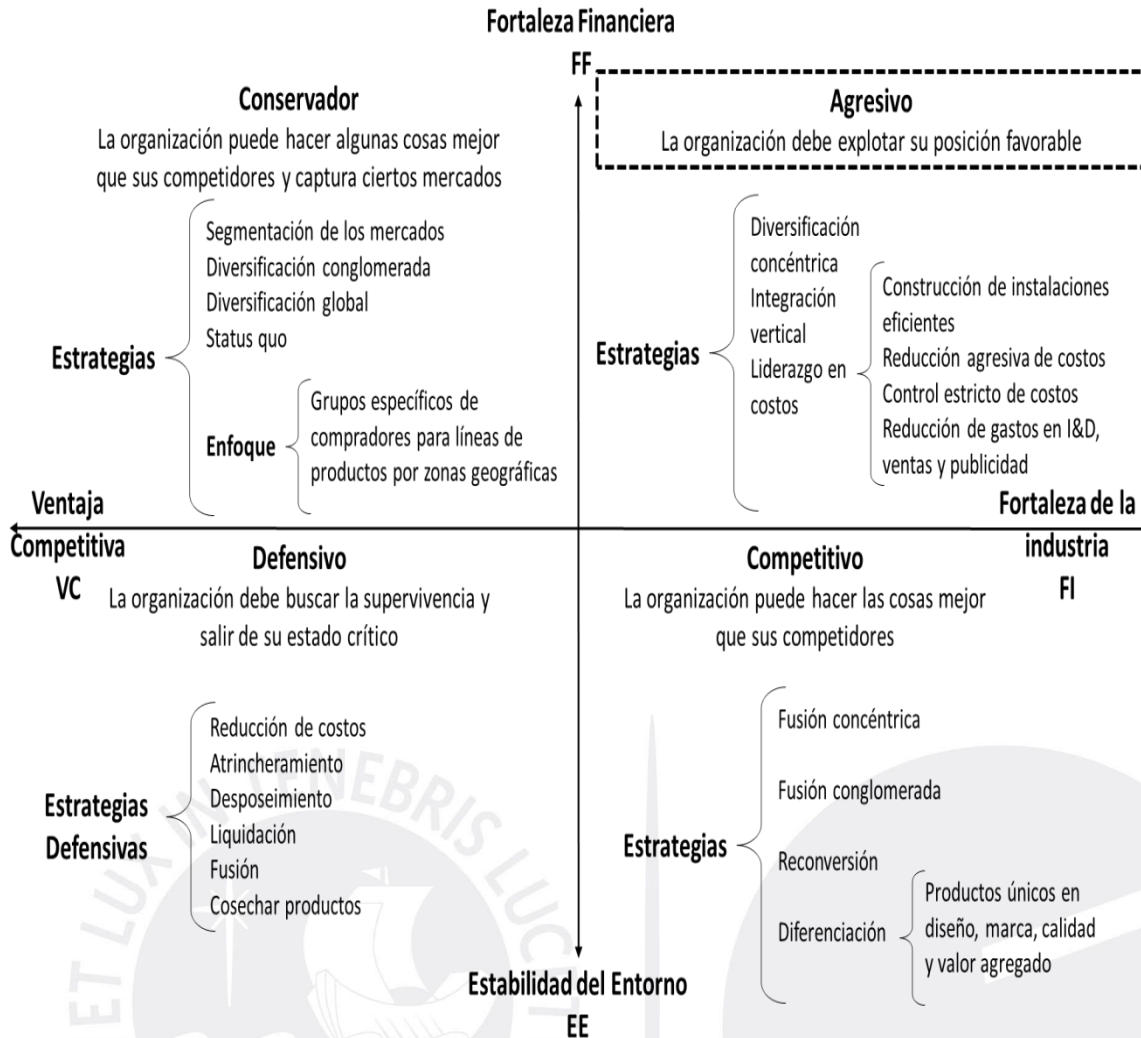 Fortaleza Financiera
FF
Conservador
La organización puede hacer algunas cosas mejor
que sus competidores y captura ciertos mercados
Estrategias
Segmentación de los mercados
Diversificación conglomerada
Diversificación global
Status quo
Enfoque
Grupos específicos de
compradores para líneas de
productos por zonas geográficas
Agresivo
La organización debe explotar su posición favorable
Estrategias
Diversificación
concéntrica
Integración
vertical
Liderazgo en
costos
Construcción de instalaciones
eficientes
Reducción agresiva de costos
Control estricto de costos
Reducción de gastos en I&D,
ventas y publicidad
Ventaja
Competitiva
VC
Fortaleza de la
industria
FI
Defensivo
La organización debe buscar la supervivencia y
salir de su estado crítico
Estrategias
Defensivas
Reducción de costos
Atrincheramiento
Desposeimiento
Liquidación
Fusión
Cosechar productos
Competitivo
La organización puede hacer las cosas mejor
que sus competidores
Estrategias
Fusión concéntrica
Fusión conglomerada
Reconversión
Diferenciación
Productos únicos en
diseño, marca, calidad
y valor agregado
Estabilidad del Entorno
EE
ET LUX IN TENEBRIS LUCET